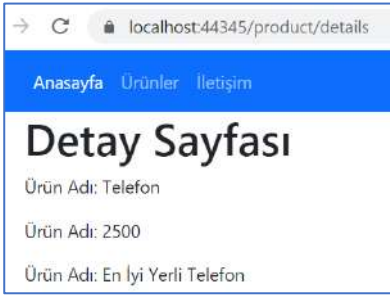 localhost:44345/product/details
Anasayfa Ürünler İletişim
Detay Sayfası
Ürün Adı: Telefon
Ürün Adı: 2500
Ürün Adı: En İyi Yerli Telefon